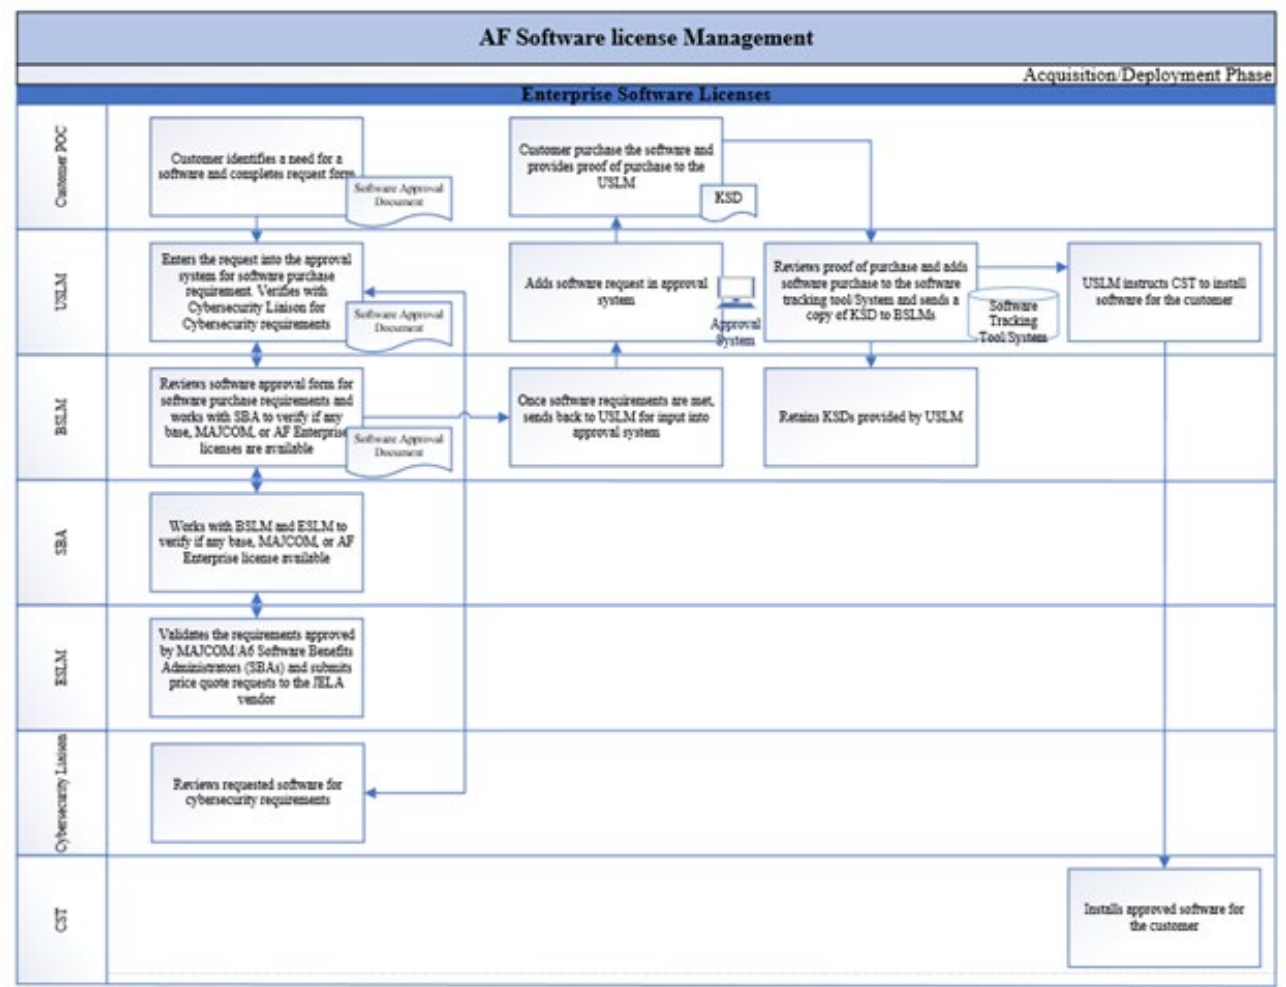 AF Software license Management
Acquisition/Deployment Phase
Enterprise Software Licenses
Customer POC
Customer identifies a need for a
software and completes request form
Software Approval
Document
Customer purchase the software and
provides proof of purchase to the
USLM
KSD
USLM
Enters the request into the approval
system for software purchase
requirement. Verifies with
Cybersecurity Liaison for
Cybersecurity requirements
Software Approval
Document
Adds software request in approval
system
Approval
System
Reviews proof of purchase and adds
software purchase to the software
tracking tool/System and sends a
copy of KSD to BSLMs
Software
Tracking
Tool/System
USLM instructs CST to install
software for the customer
BSLM
Reviews software approval form for
software purchase requirements and
works with SBA to verify if any
base, MAJCOM, or AF Enterprise
licenses are available
Software Approval
Document
Once software requirements are met,
sends back to USLM for input into
approval system
Retains KSDs provided by USLM
SBA
Works with BSLM and ESLM to
verify if any base, MAJCOM, or AF
Enterprise license available
ESLM
Validates the requirements approved
by MAJCOM/A6 Software Benefits
Administrators (SBAs) and submits
price quote requests to the JELA
vendor
Cybersecurity Liaison
Reviews requested software for
cybersecurity requirements
CST
Installs approved software for
the customer